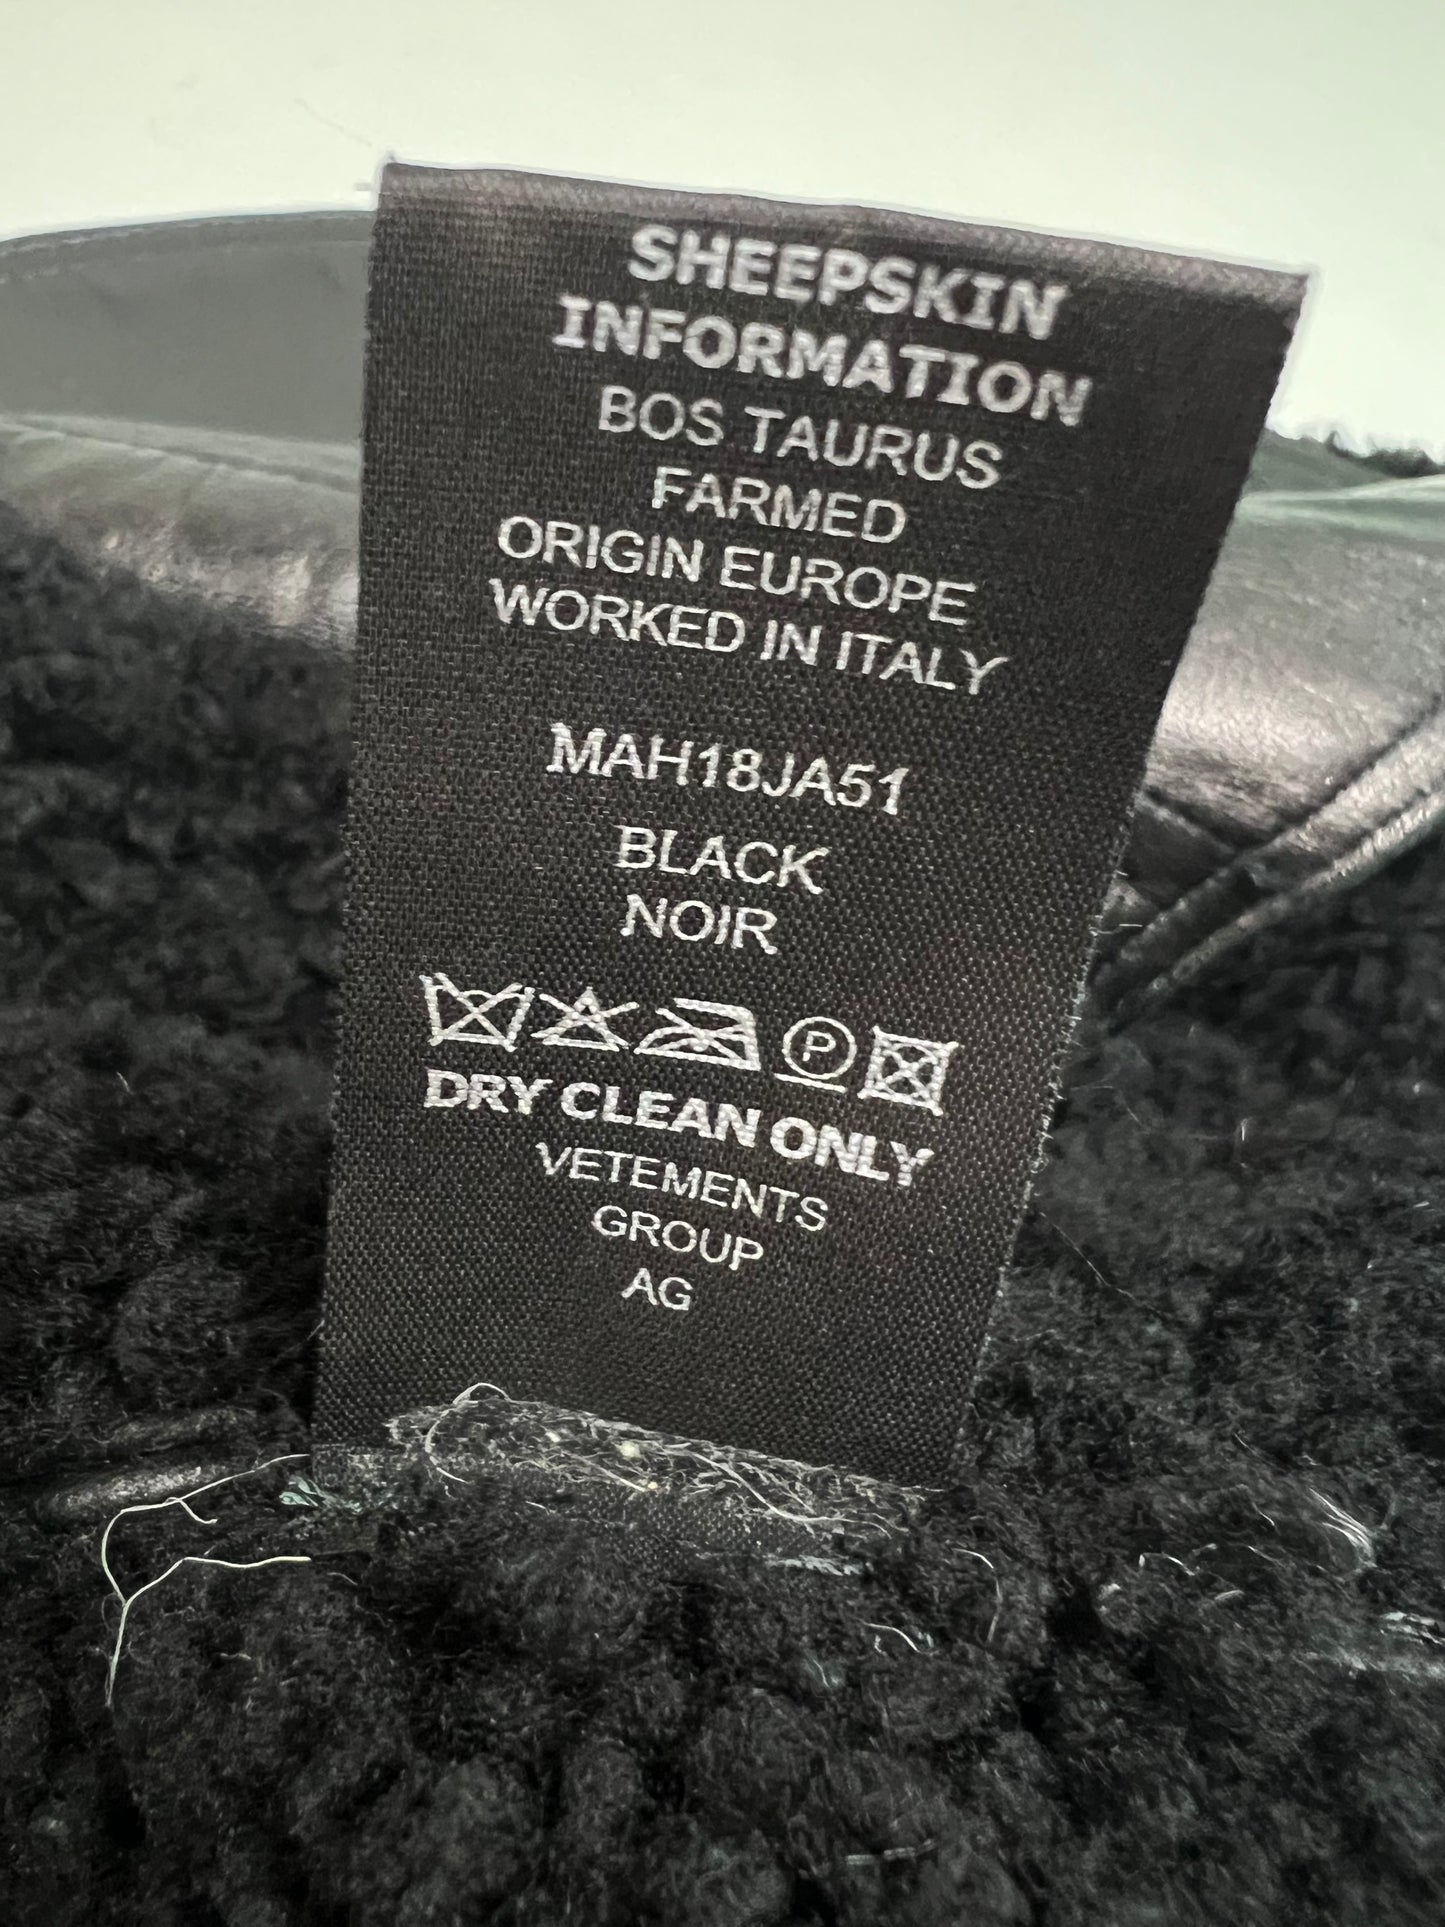 SHEEPSKIN
INFORMATION
BOS TAURUS
FARMED
ORIGIN EUROPE
WORKED IN ITALY
MAH18JA51
BLACK
NOIR
P
DRY CLEAN ONLY
VETEMENTS
GROUP
AG